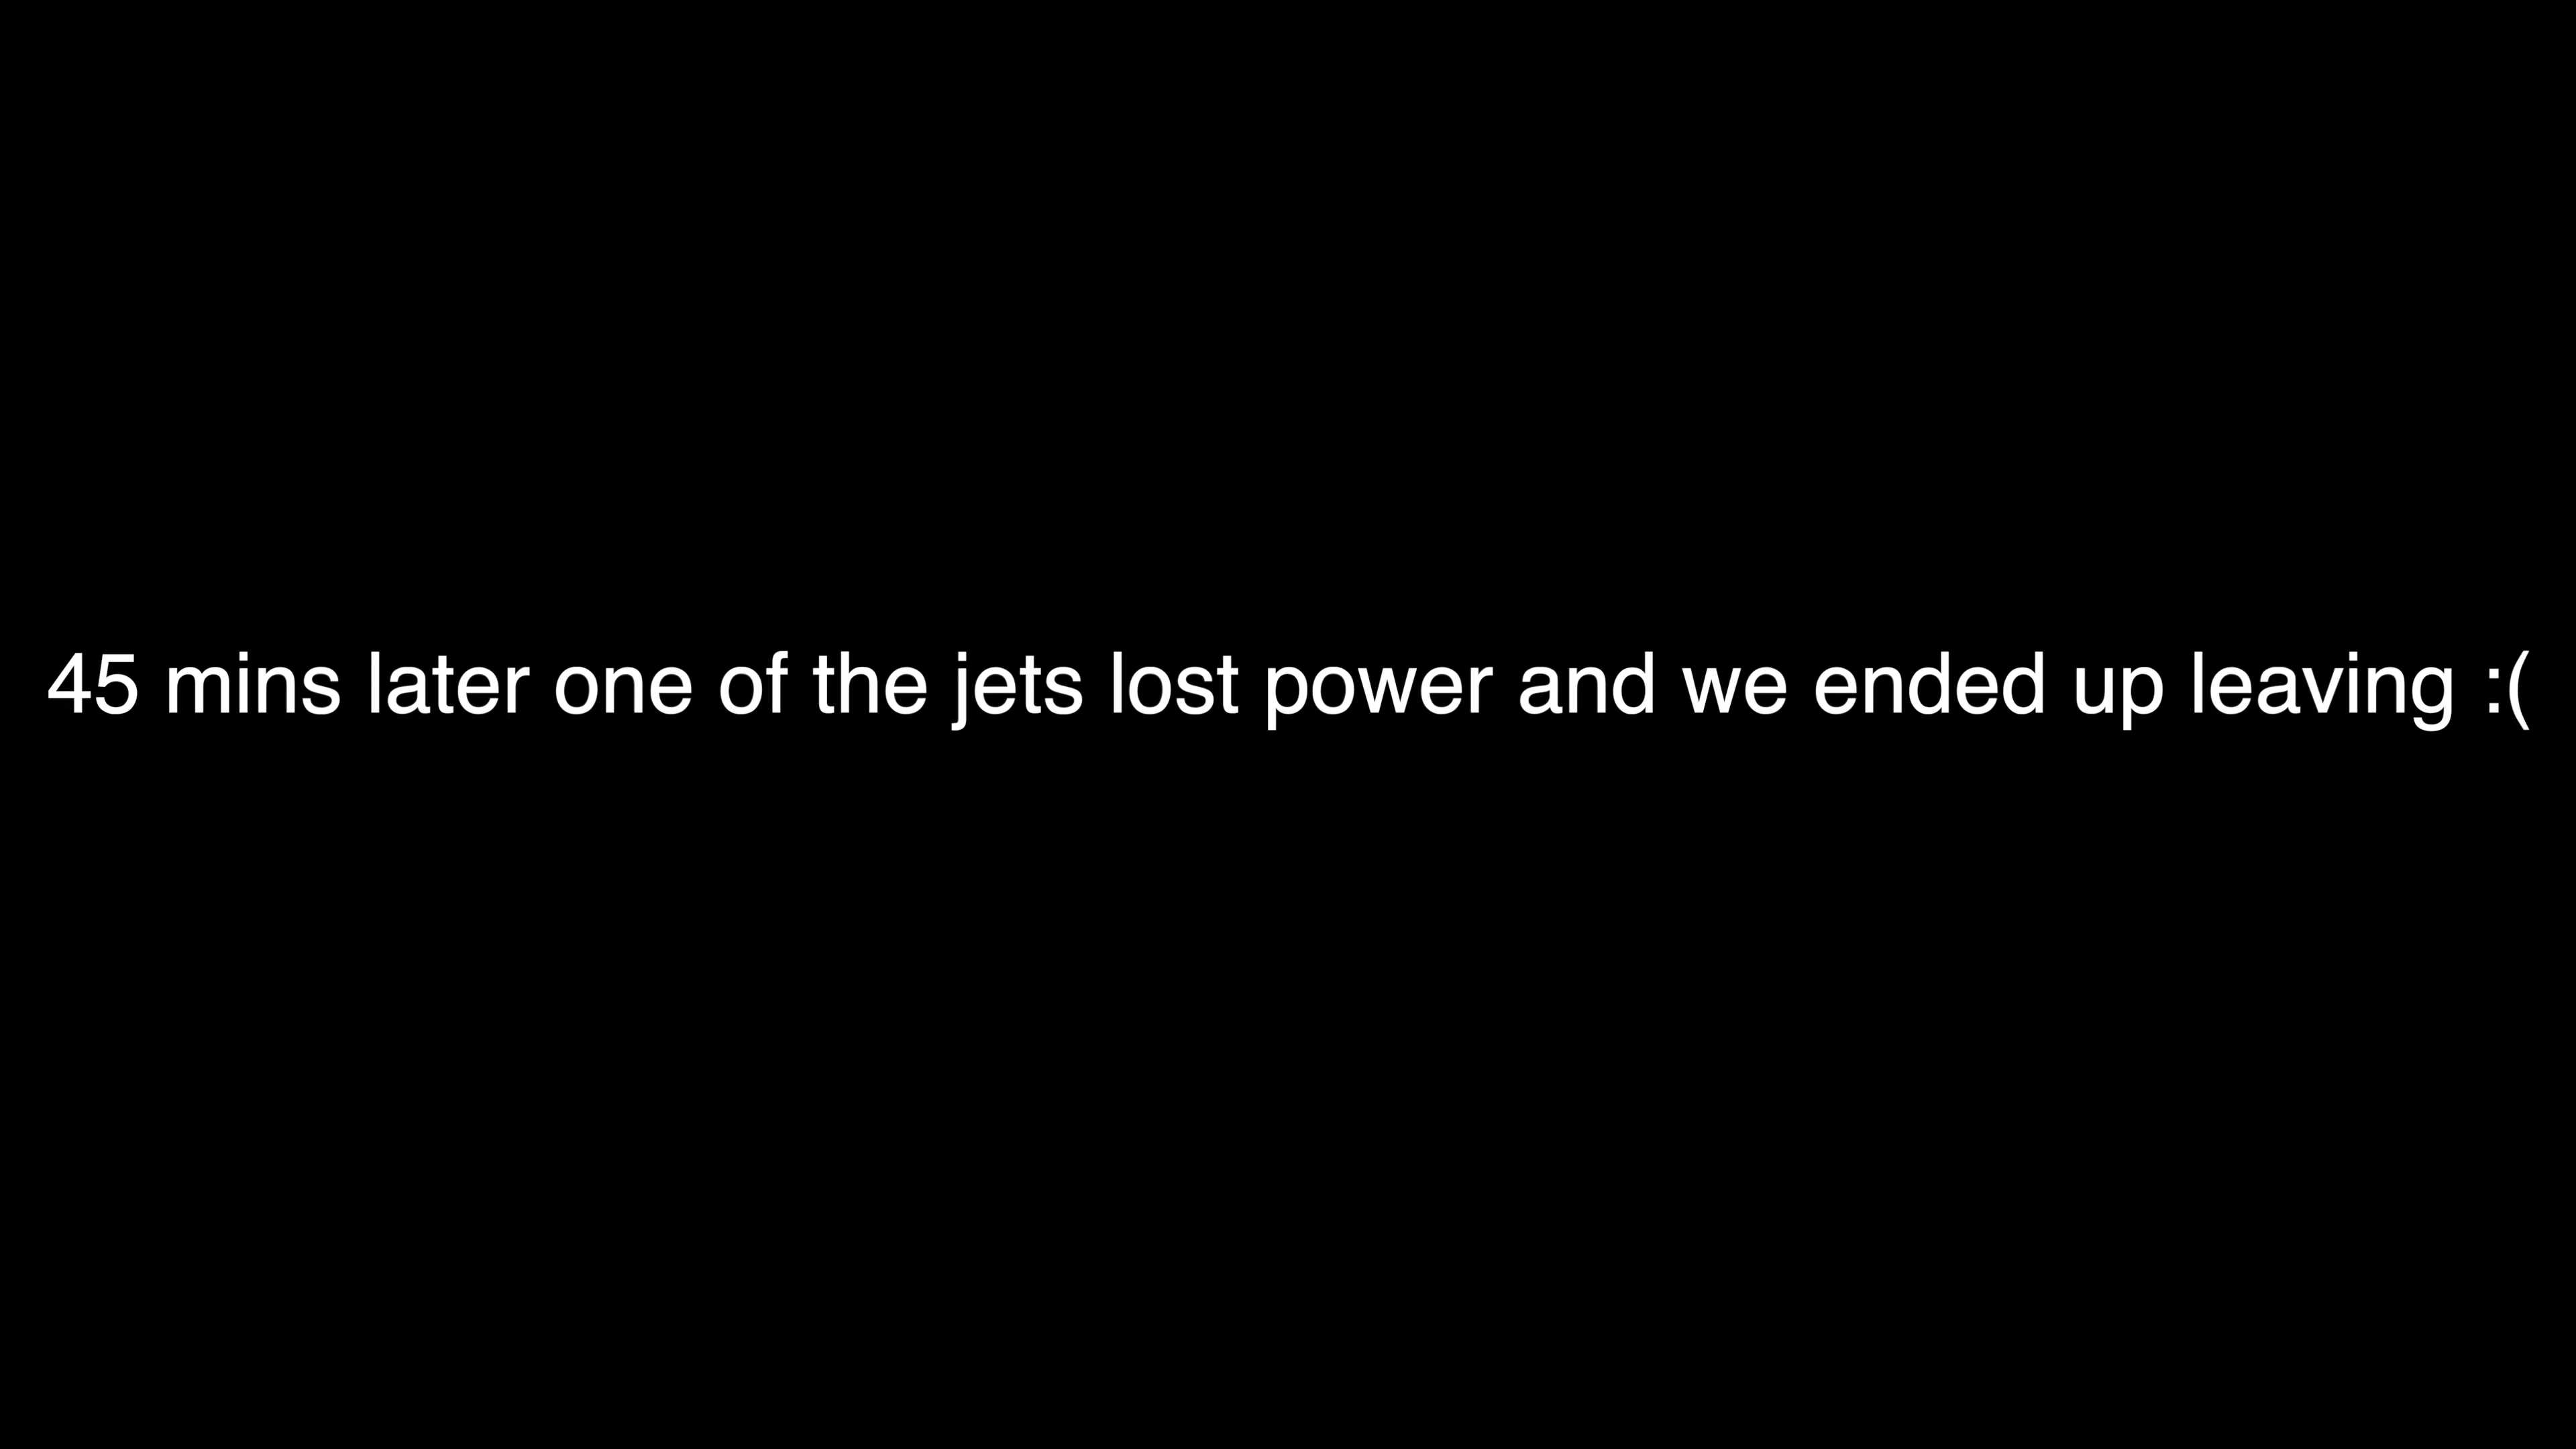 45 mins later one of the jets lost power and we ended up leaving :(